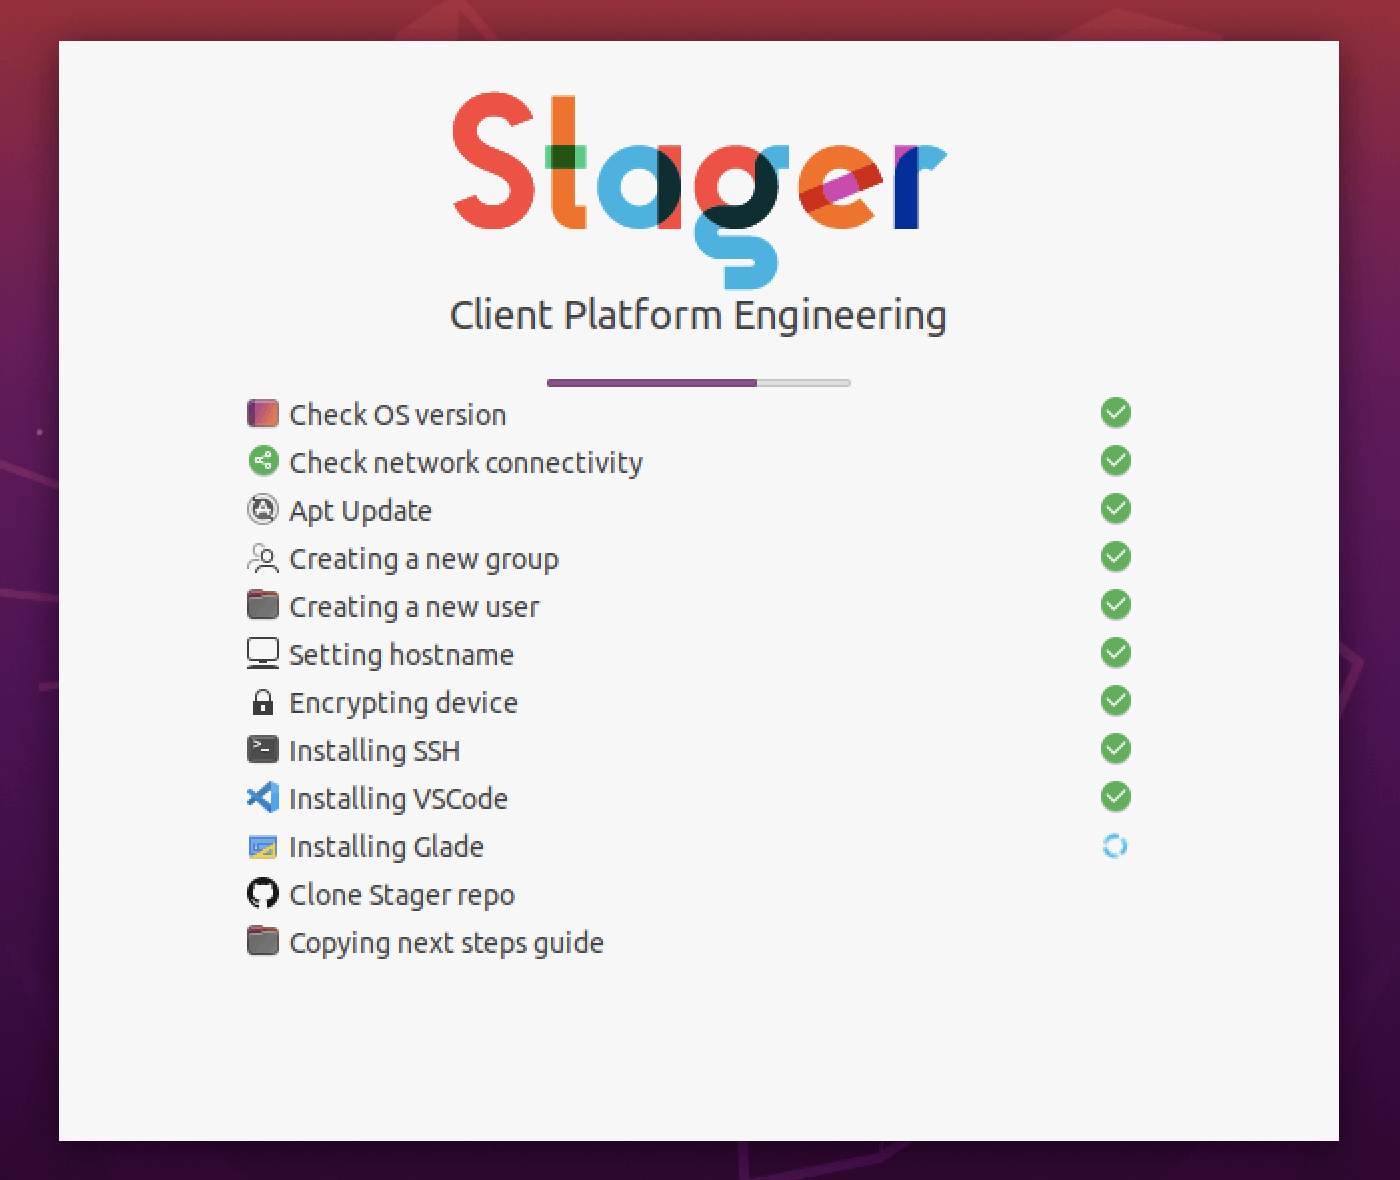 Stager
Client Platform Engineering
Check OS version
Check network connectivity
Apt Update
Creating a new group
Creating a new user
Setting hostname
Encrypting device
Installing SSH
Installing VSCode
Installing Glade
Clone Stager repo
Copying next steps guide